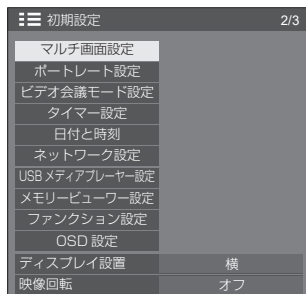 初期設定 2/3
マルチ画面設定
ポートレート設定
ビデオ会議モード設定
タイマー設定
日付と時刻
ネットワーク設定
USB メディアプレーヤー設定
メモリービューワー設定
ファンクション設定
OSD 設定
ディスプレイ設置 横
映像回転 オフ